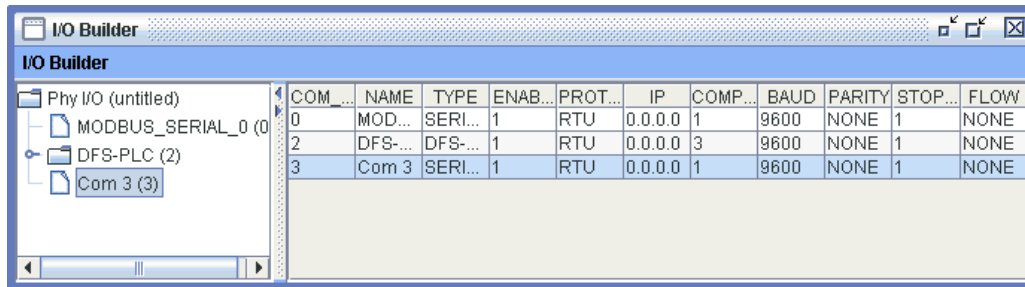 I/O Builder
I/O Builder
Phy I/O (untitled)
MODBUS_SERIAL_0 (0
DFS-PLC (2)
Com 3 (3)
COM_... NAME TYPE ENAB... PROT... IP COMP... BAUD PARITY STOP... FLOW
0 MOD... SERI... 1 RTU 0.0.0.0 1 9600 NONE 1 NONE
2 DFS-... DFS-... 1 RTU 0.0.0.0 3 9600 NONE 1 NONE
3 Com 3 SERI... 1 RTU 0.0.0.0 1 9600 NONE 1 NONE